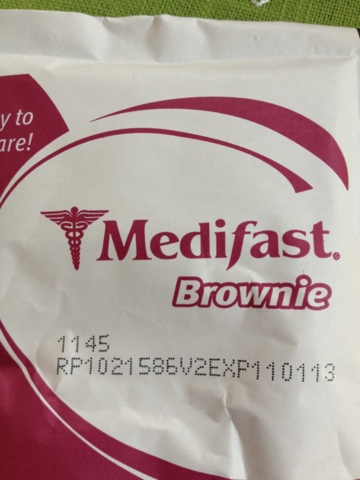 y to
are!
Medifast®
Brownie
1145
RP1021586V2EXP110113